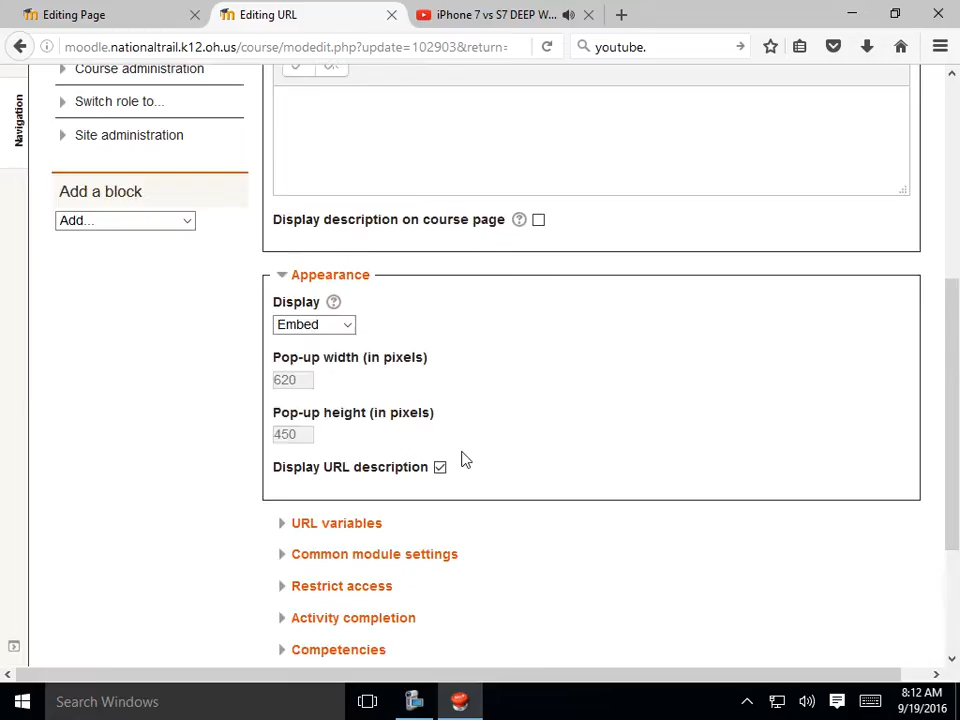 Editing Page
Editing URL
iPhone 7 vs S7 DEEP W...
moodle.nationaltrail.k12.oh.us/course/modedit.php?update=102903&return=
youtube.
Navigation
Course administration
Switch role to...
Site administration
Add a block
Add...
Display description on course page
Appearance
Display
Embed
Pop-up width (in pixels)
620
Pop-up height (in pixels)
450
Display URL description
URL variables
Common module settings
Restrict access
Activity completion
Competencies
Search Windows
8:12 AM
9/19/2016